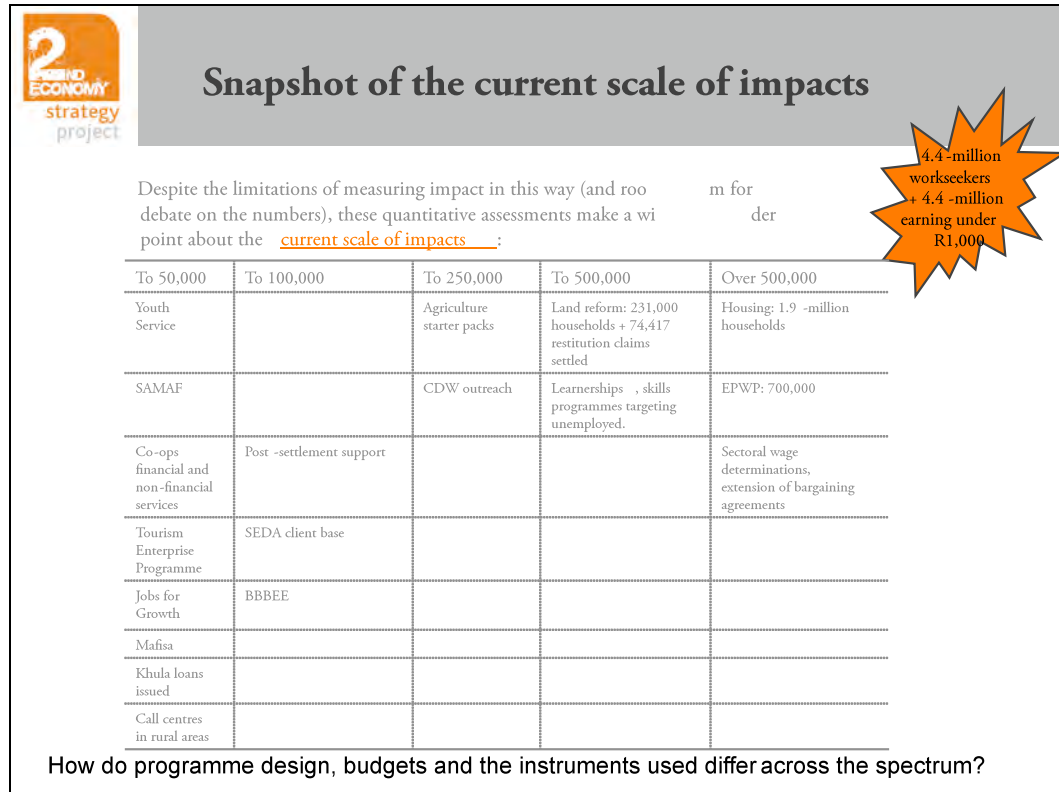 2
ND
ECONOMY
strategy
project
Snapshot of the current scale of impacts
4.4 -million
workseekers
+ 4.4 -million
earning under
R1,000
Despite the limitations of measuring impact in this way (and roo m for
debate on the numbers), these quantitative assessments make a wi der
point about the current scale of impacts :
To 50,000 To 100,000 To 250,000 To 500,000 Over 500,000
Youth
Service
Agriculture
starter packs
Land reform: 231,000
households + 74,417
restitution claims
settled
Housing: 1.9 -million
households
SAMAF
CDW outreach
Learnerships , skills
programmes targeting
unemployed.
EPWP: 700,000
Co-ops
financial and
non-financial
services
Post -settlement support
Sectoral wage
determinations,
extension of bargaining
agreements
Tourism
Enterprise
Programme
SEDA client base
Jobs for
Growth
BBBEE
Mafisa
Khula loans
issued
Call centres
in rural areas
How do programme design, budgets and the instruments used differ across the spectrum?